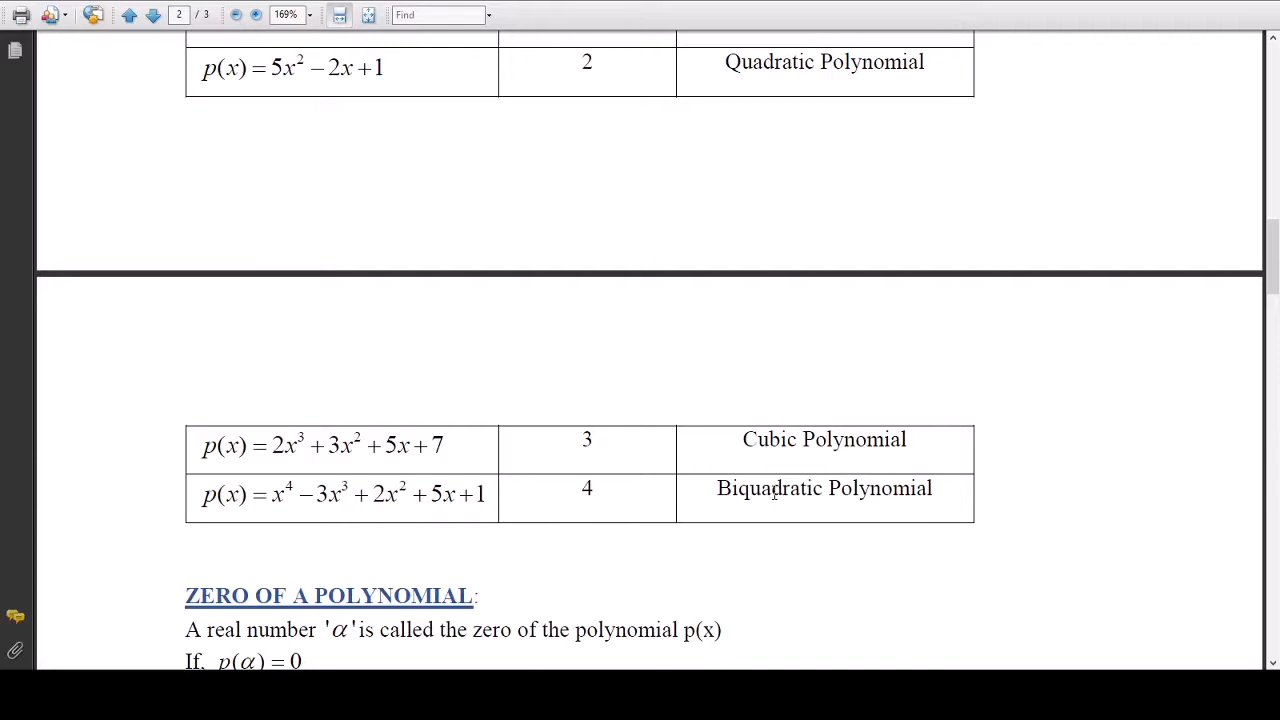 2 / 3 169% Find
p(x) = 5x² − 2x + 1 2 Quadratic Polynomial
p(x) = 2x³ + 3x² + 5x + 7 3 Cubic Polynomial
p(x) = x⁴ − 3x³ + 2x² + 5x + 1 4 Biquadratic Polynomial
ZERO OF A POLYNOMIAL:
A real number 'α' is called the zero of the polynomial p(x)
If, p(α) = 0